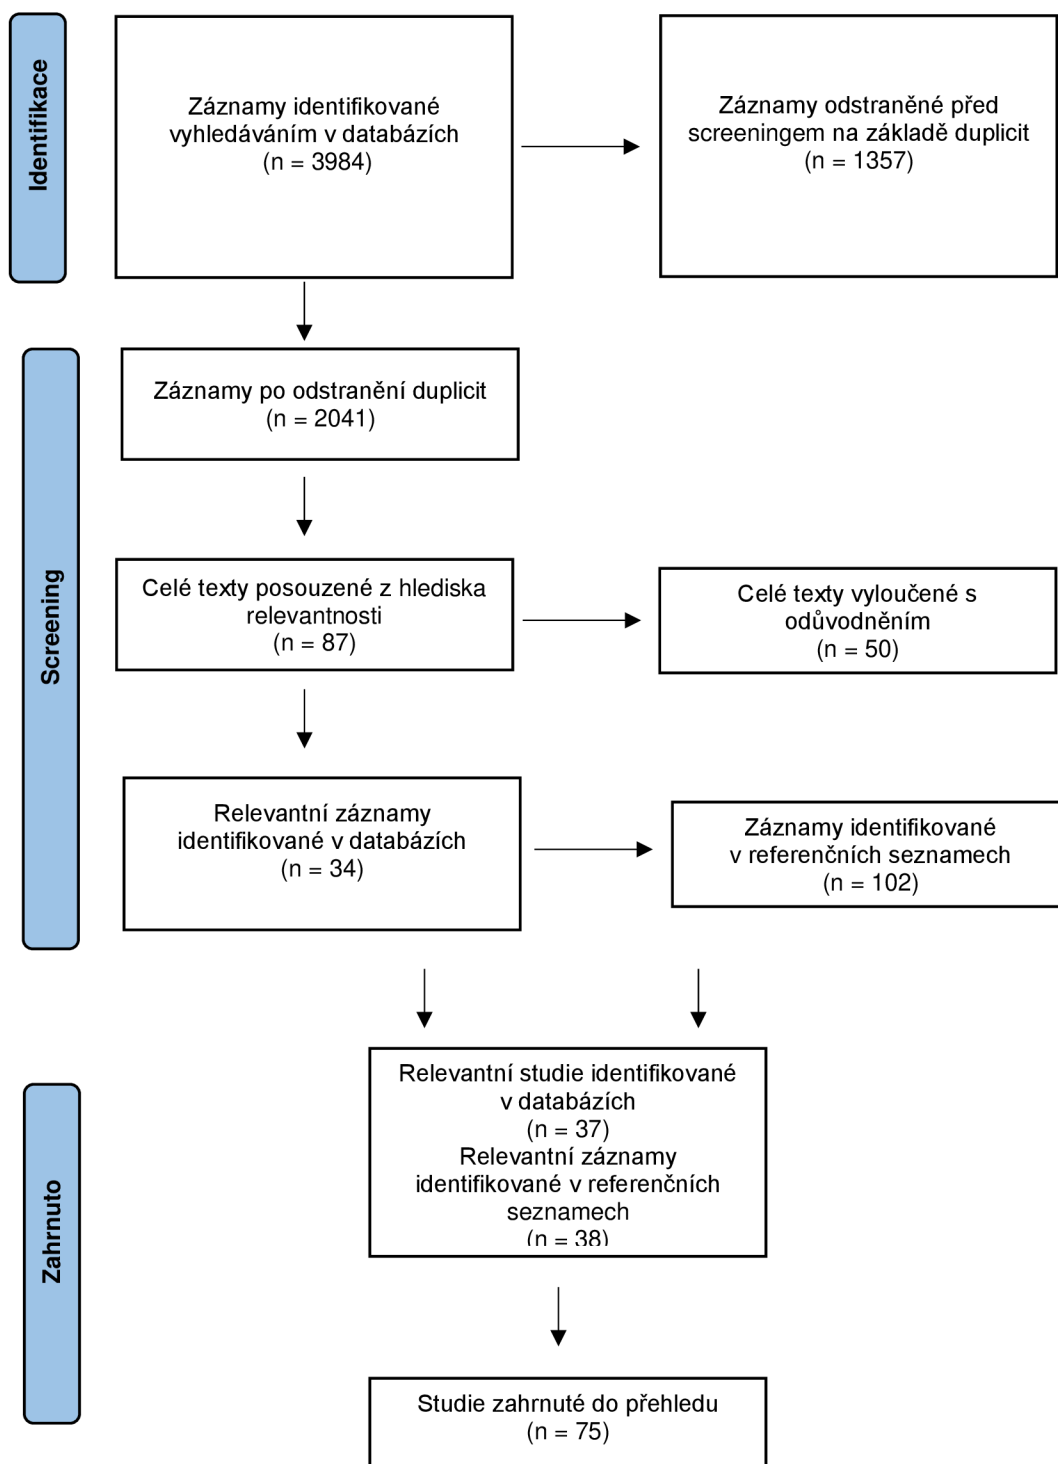 Identifikace
Záznamy identifikované
vyhledáváním v databázích
(n = 3984)
Záznamy odstraněné před
screeningem na základě duplicit
(n = 1357)
Screening
Záznamy po odstranění duplicit
(n = 2041)
Celé texty posouzené z hlediska
relevantnosti
(n = 87)
Celé texty vyloučené s
odůvodněním
(n = 50)
Relevantní záznamy
identifikované v databázích
(n = 34)
Záznamy identifikované
v referenčních seznamech
(n = 102)
Zahrnuto
Relevantní studie identifikované
v databázích
(n = 37)
Relevantní záznamy
identifikované v referenčních
seznamech
(n = 38)
Studie zahrnuté do přehledu
(n = 75)